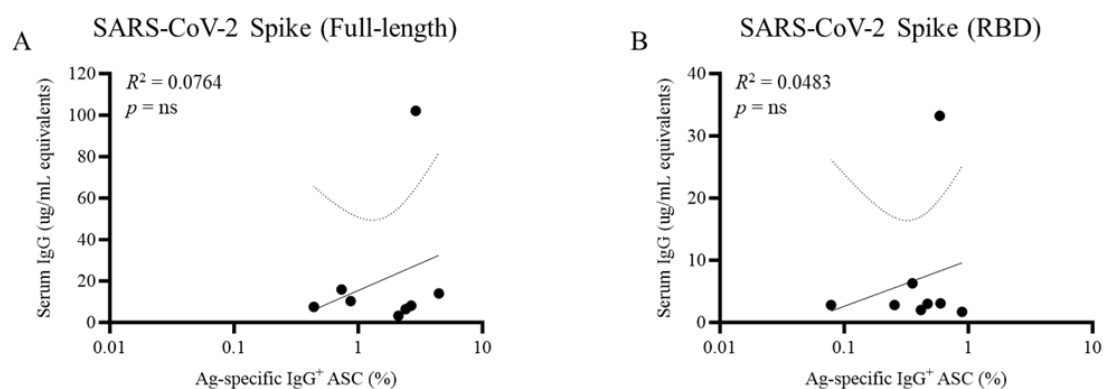 A
SARS-CoV-2 Spike (Full-length)
R² = 0.0764
p = ns
120
100
80
60
40
20
0
Serum IgG (ug/mL equivalents)
0.01
0.1
1
10
Ag-specific IgG⁺ ASC (%)
B
SARS-CoV-2 Spike (RBD)
R² = 0.0483
p = ns
40
30
20
10
0
Serum IgG (ug/mL equivalents)
0.01
0.1
1
10
Ag-specific IgG⁺ ASC (%)